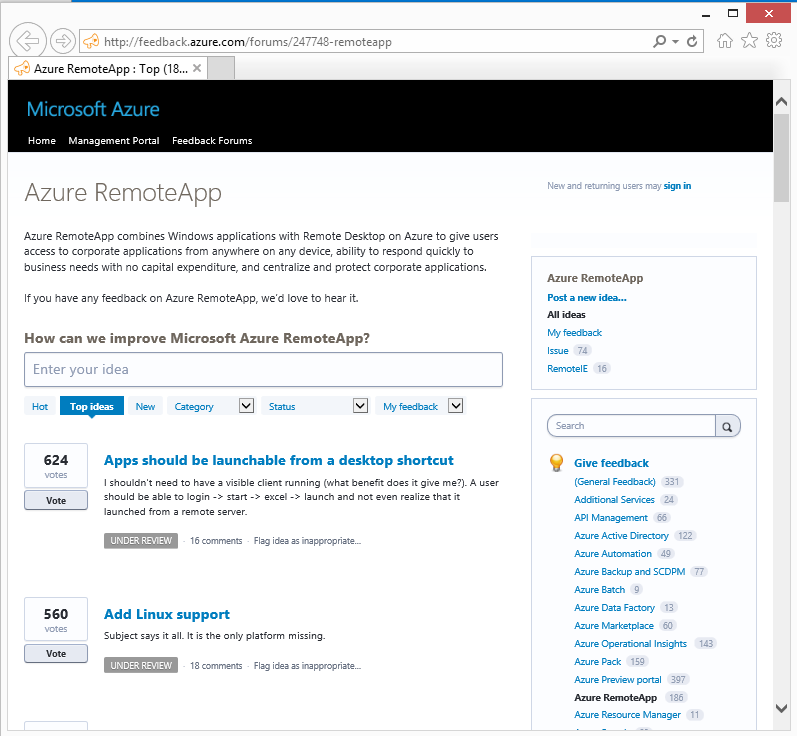 http://feedback.azure.com/forums/247748-remoteapp
Azure RemoteApp : Top (18...
Microsoft Azure
Home Management Portal Feedback Forums
Azure RemoteApp
New and returning users may sign in
Azure RemoteApp combines Windows applications with Remote Desktop on Azure to give users
access to corporate applications from anywhere on any device, ability to respond quickly to
business needs with no capital expenditure, and centralize and protect corporate applications.
If you have any feedback on Azure RemoteApp, we'd love to hear it.
How can we improve Microsoft Azure RemoteApp?
Enter your idea
Hot Top ideas New Category Status My feedback
624
votes
Vote
Apps should be launchable from a desktop shortcut
I shouldn't need to have a visible client running (what benefit does it give me?). A user
should be able to login -> start -> excel -> launch and not even realize that it
launched from a remote server.
UNDER REVIEW · 16 comments · Flag idea as inappropriate...
560
votes
Vote
Add Linux support
Subject says it all. It is the only platform missing.
UNDER REVIEW · 18 comments · Flag idea as inappropriate...
Azure RemoteApp
Post a new idea...
All ideas
My feedback
Issue 74
RemoteIE 16
Search
Give feedback
(General Feedback) 331
Additional Services 24
API Management 66
Azure Active Directory 122
Azure Automation 49
Azure Backup and SCDPM 77
Azure Batch 9
Azure Data Factory 13
Azure Marketplace 60
Azure Operational Insights 143
Azure Pack 159
Azure Preview portal 397
Azure RemoteApp 186
Azure Resource Manager 11